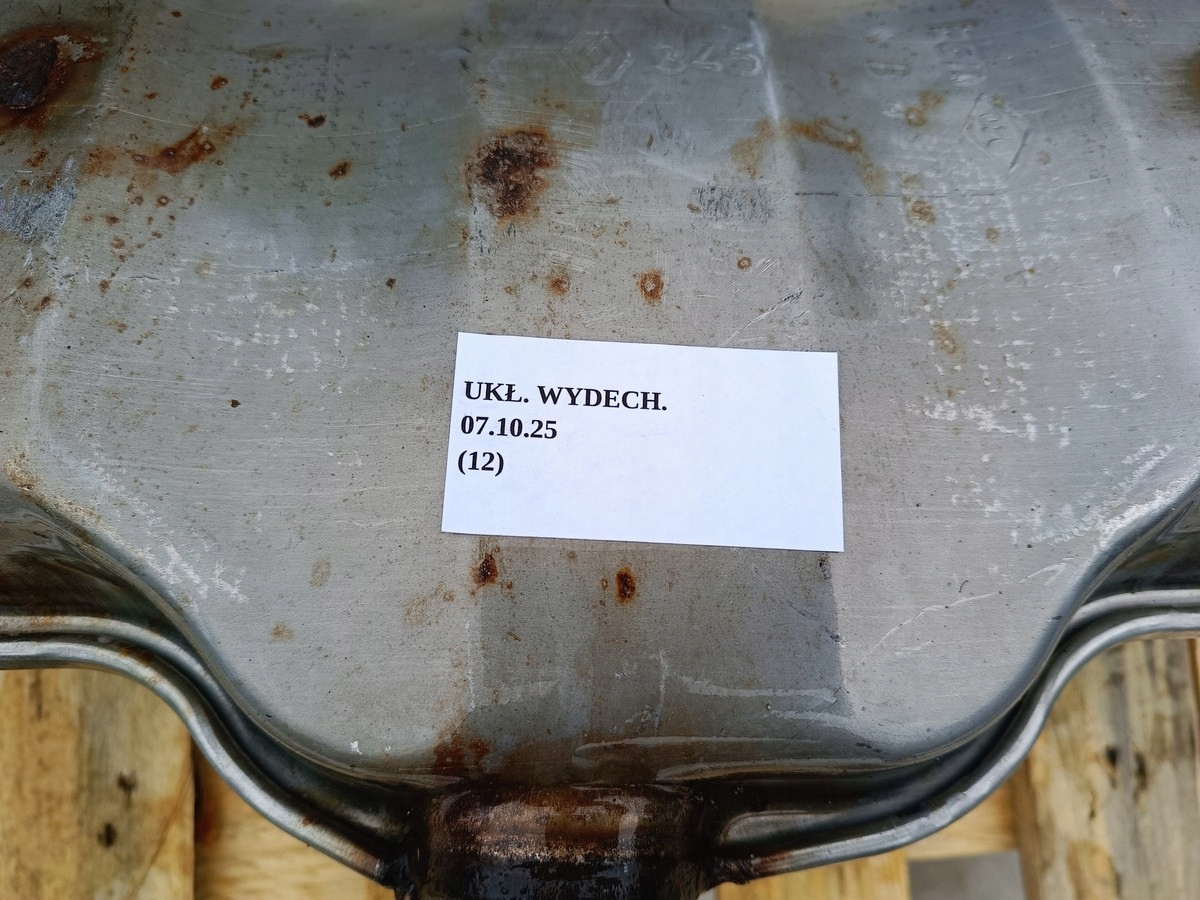 UKŁ. WYDECH.
07.10.25
(12)